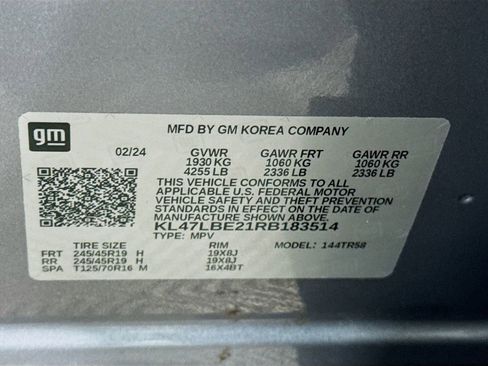 gm
MFD BY GM KOREA COMPANY
02/24 GVWR GAWR FRT GAWR RR
1930 KG 1060 KG 1060 KG
4255 LB 2336 LB 2336 LB
THIS VEHICLE CONFORMS TO ALL
APPLICABLE U.S. FEDERAL MOTOR
VEHICLE SAFETY AND THEFT PREVENTION
STANDARDS IN EFFECT ON THE DATE OF
MANUFACTURE SHOWN ABOVE.
KL47LBE21RB183514
TYPE: MPV MODEL: 144TR58
TIRE SIZE RIM
FRT 245/45R19 H 19X8J
RR 245/45R19 H 19X8J
SPA T125/70R16 M 16X4BT